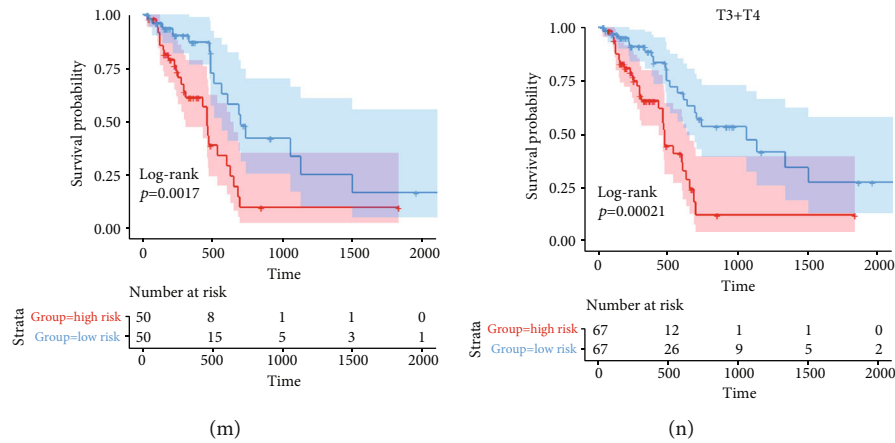 1.00
0.75
0.50
0.25
0.00
Survival probability
Log-rank
p=0.0017
0 500 1000 1500 2000
Time
Number at risk
Strata
Group=high risk 50 8 1 1 0
Group=low risk 50 15 5 3 1
0 500 1000 1500 2000
Time
(m)
T3+T4
1.00
0.75
0.50
0.25
0.00
Survival probability
Log-rank
p=0.00021
0 500 1000 1500 2000
Time
Number at risk
Strata
Group=high risk 67 12 1 1 0
Group=low risk 67 26 9 5 2
0 500 1000 1500 2000
Time
(n)